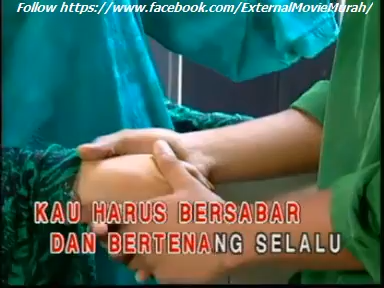 Follow https://www.facebook.com/ExternalMovieMurah/
KAU HARUS BERSABAR
DAN BERTENANG SELALU